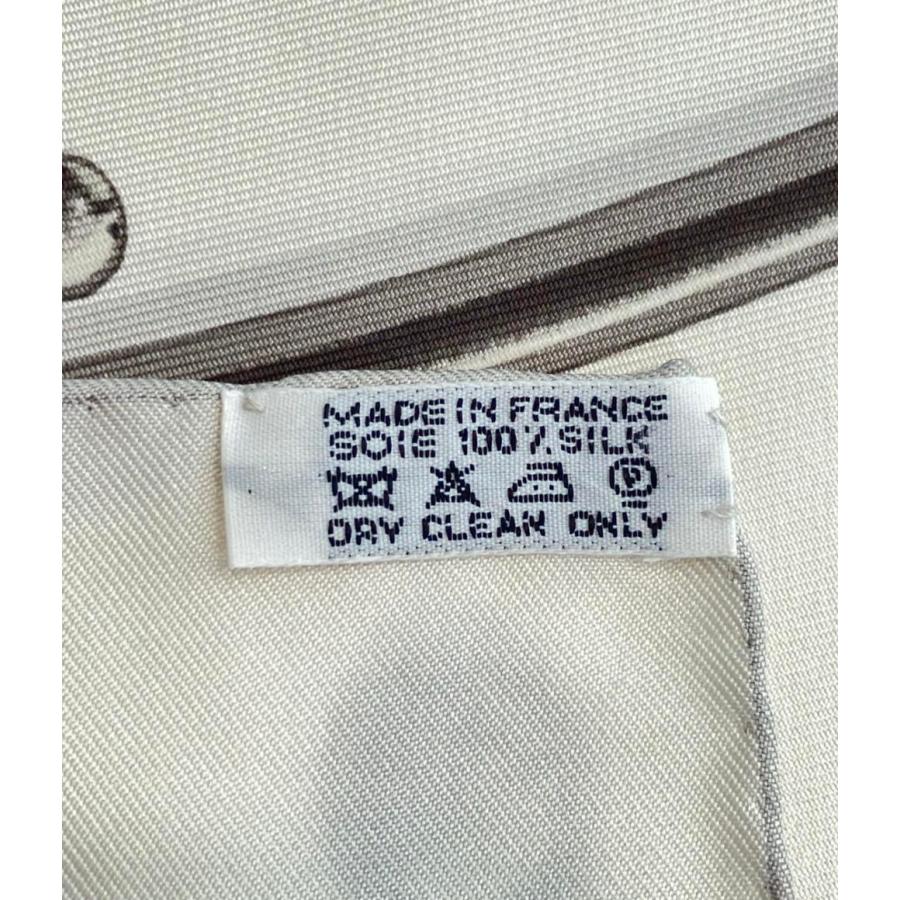 MADE IN FRANCE
SOIE 100% SILK
P
DRY CLEAN ONLY